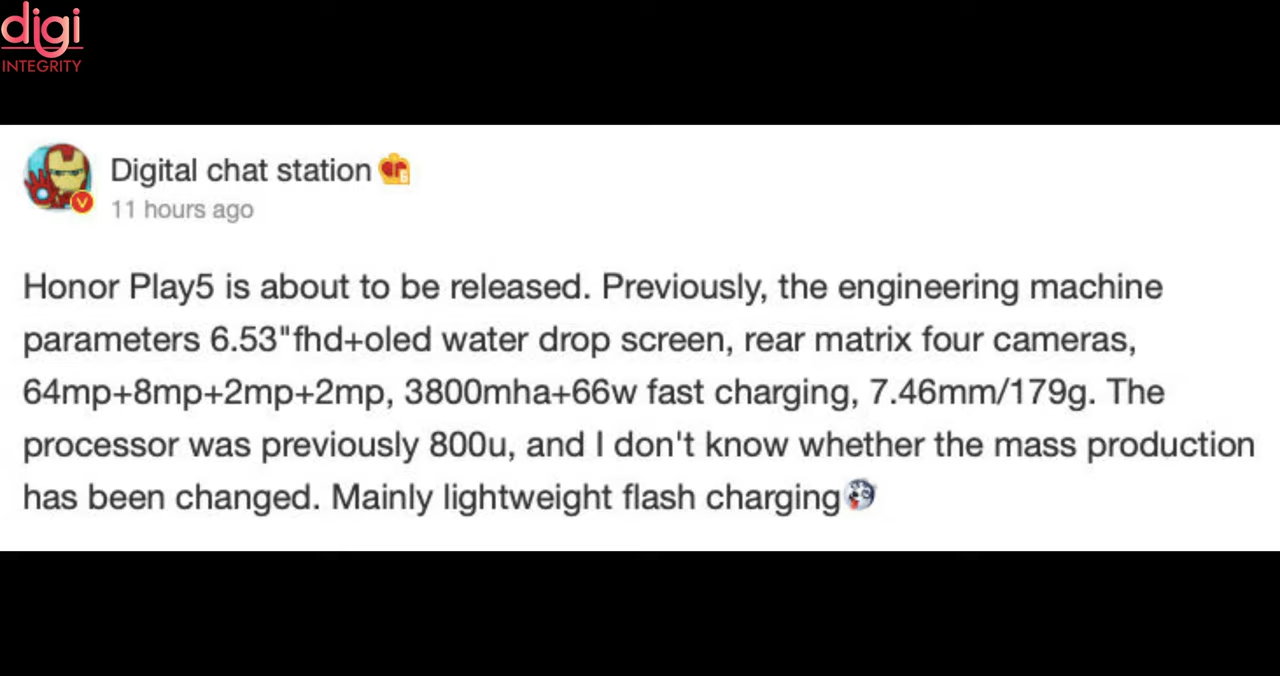 digi
INTEGRITY
Digital chat station
11 hours ago
Honor Play5 is about to be released. Previously, the engineering machine
parameters 6.53"fhd+oled water drop screen, rear matrix four cameras,
64mp+8mp+2mp+2mp, 3800mha+66w fast charging, 7.46mm/179g. The
processor was previously 800u, and I don't know whether the mass production
has been changed. Mainly lightweight flash charging